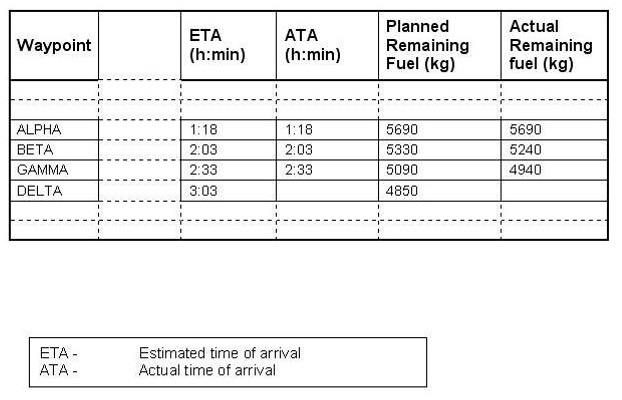 Waypoint ETA (h:min) ATA (h:min) Planned Remaining Fuel (kg) Actual Remaining fuel (kg)
ALPHA 1:18 1:18 5690 5690
BETA 2:03 2:03 5330 5240
GAMMA 2:33 2:33 5090 4940
DELTA 3:03 4850
ETA - Estimated time of arrival
ATA - Actual time of arrival